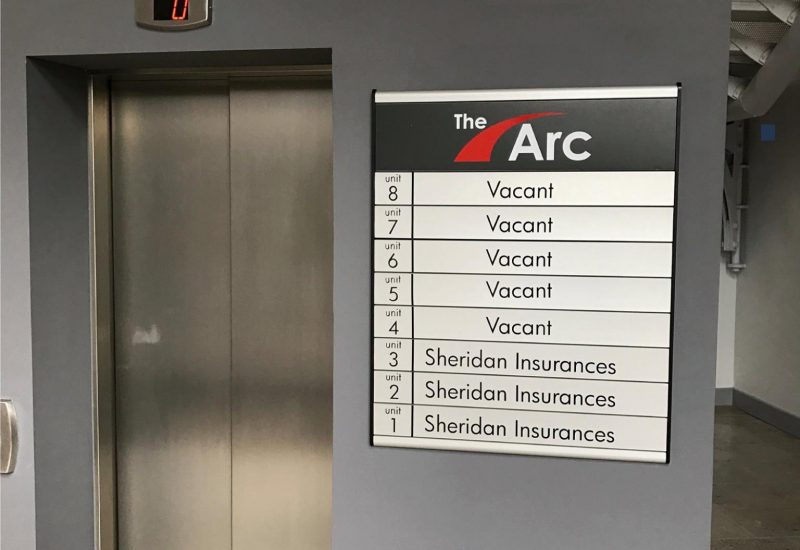 0
The Arc
unit 8 Vacant
unit 7 Vacant
unit 6 Vacant
unit 5 Vacant
unit 4 Vacant
unit 3 Sheridan Insurances
unit 2 Sheridan Insurances
unit 1 Sheridan Insurances